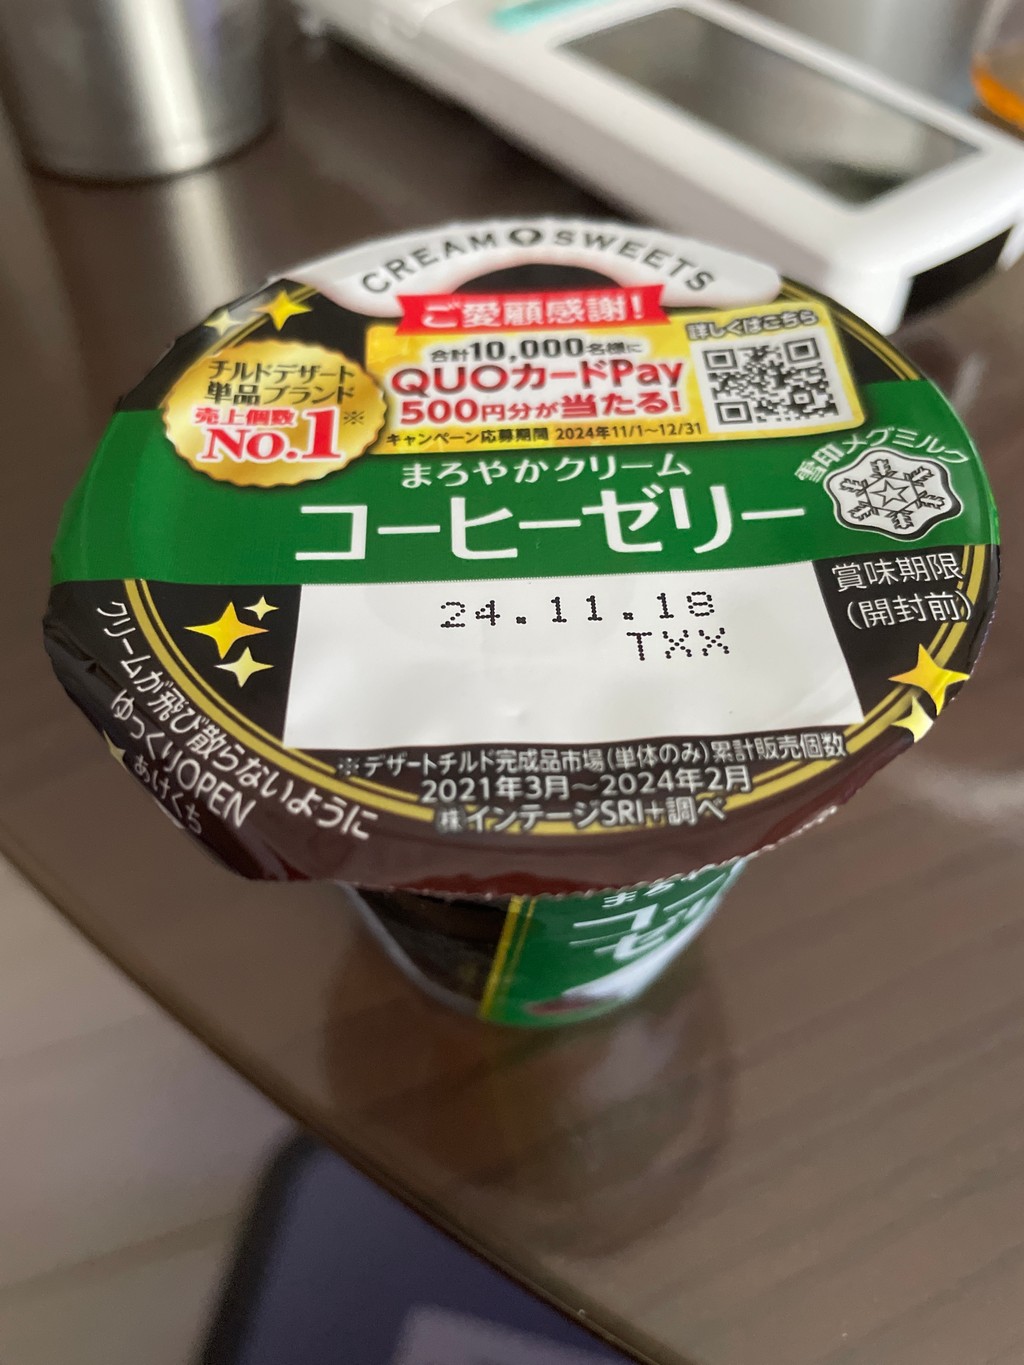 CREAM SWEETS
ご愛顧感謝!
詳しくはこちら
合計10,000名様に
QUOカードPay
500円分が当たる!
キャンペーン応募期間 2024年11/1~12/31
チルドデザート
単品ブランド
売上個数
No.1※
まろやかクリーム
コーヒーゼリー
雪印メグミルク
賞味期限
(開封前)
24.11.18
TXX
クリームが飛び散らないように
ゆっくりOPEN
あけくち
※デザートチルド完成品市場(単体のみ)累計販売個数
2021年3月~2024年2月
㈱インテージSRI+調べ
まろや
コー
ゼリ